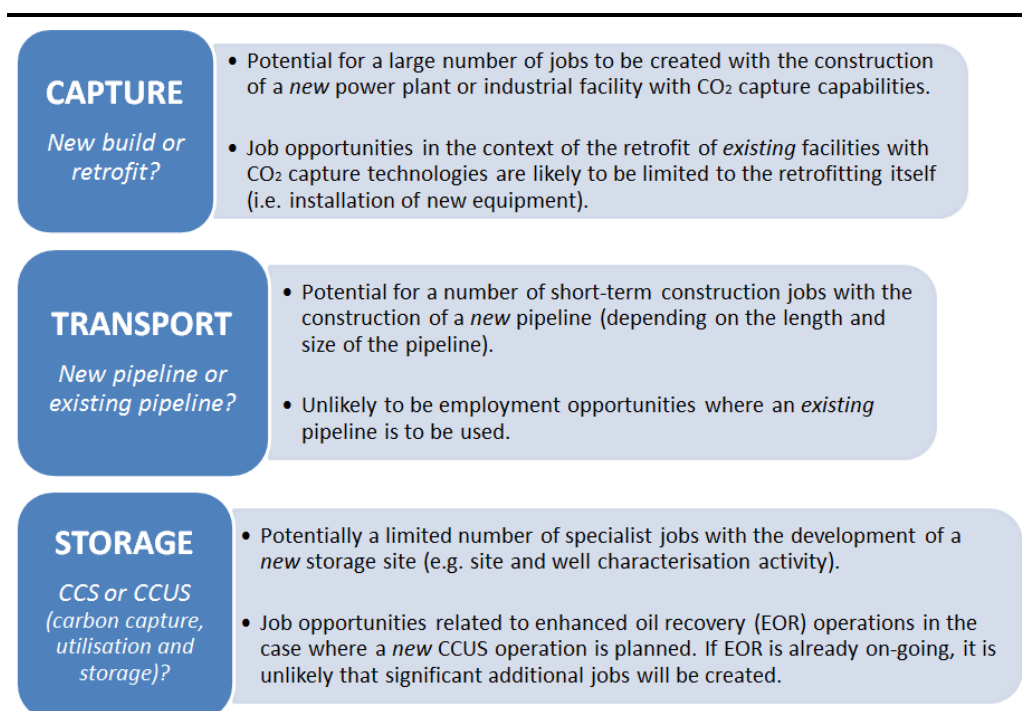 CAPTURE
New build or
retrofit?
• Potential for a large number of jobs to be created with the construction
of a new power plant or industrial facility with CO₂ capture capabilities.
• Job opportunities in the context of the retrofit of existing facilities with
CO₂ capture technologies are likely to be limited to the retrofitting itself
(i.e. installation of new equipment).
TRANSPORT
New pipeline or
existing pipeline?
• Potential for a number of short-term construction jobs with the
construction of a new pipeline (depending on the length and
size of the pipeline).
• Unlikely to be employment opportunities where an existing
pipeline is to be used.
STORAGE
CCS or CCUS
(carbon capture,
utilisation and
storage)?
• Potentially a limited number of specialist jobs with the development of a
new storage site (e.g. site and well characterisation activity).
• Job opportunities related to enhanced oil recovery (EOR) operations in the
case where a new CCUS operation is planned. If EOR is already on-going, it is
unlikely that significant additional jobs will be created.